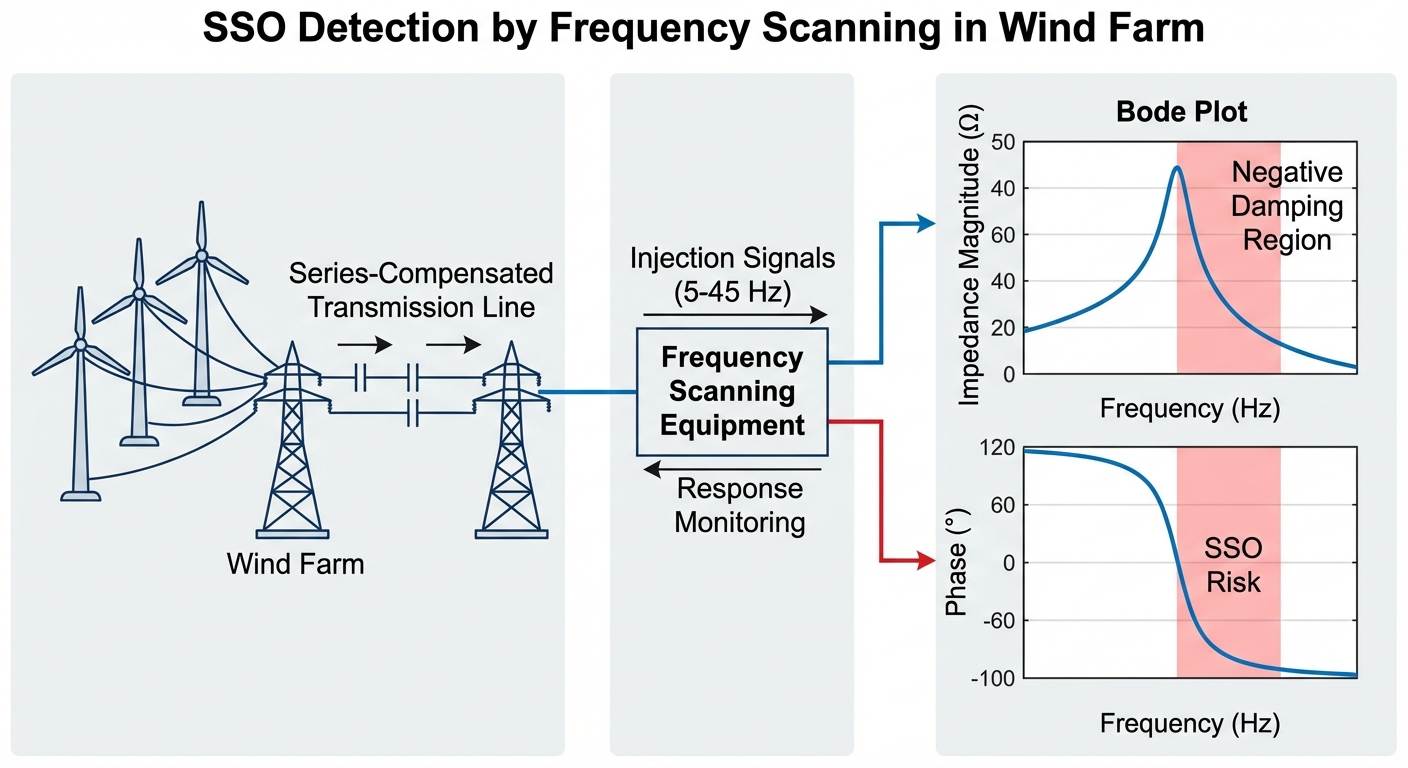 SSO Detection by Frequency Scanning in Wind Farm
Series-Compensated
Transmission Line
Wind Farm
Injection Signals
(5-45 Hz)
Frequency
Scanning
Equipment
Response
Monitoring
Bode Plot
Impedance Magnitude (Ω)
50
40
60
40
20
0
Negative
Damping
Region
Frequency (Hz)
Phase (°)
120
60
0
-60
-100
SSO
Risk
Frequency (Hz)